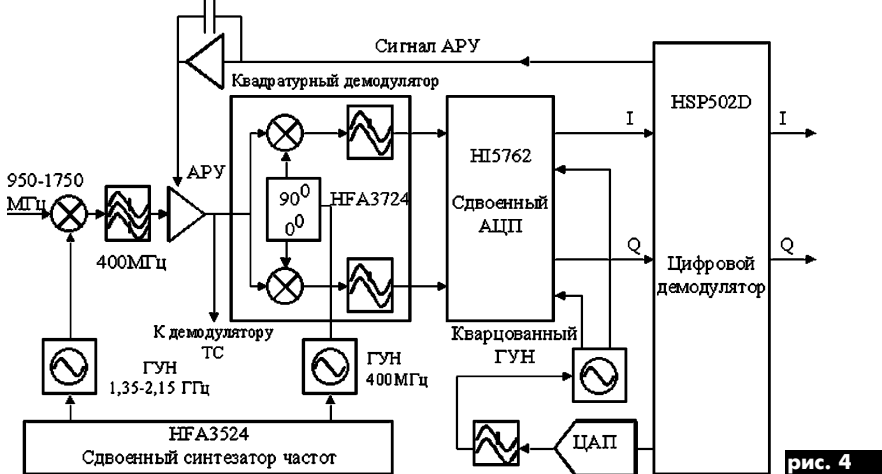 Сигнал АРУ
Квадратурный демодулятор
HSP502D
I
I
HI5762
Сдвоенный
АЦП
АРУ
950-1750
МГц
90⁰
0⁰
HFA3724
400МГц
Q
Q
Цифровой
демодулятор
К демодулятору
ТС
Кварцованный
ГУН
ГУН
1,35-2,15 ГГц
ГУН
400МГц
HFA3524
Сдвоенный синтезатор частот
ЦАП
рис. 4